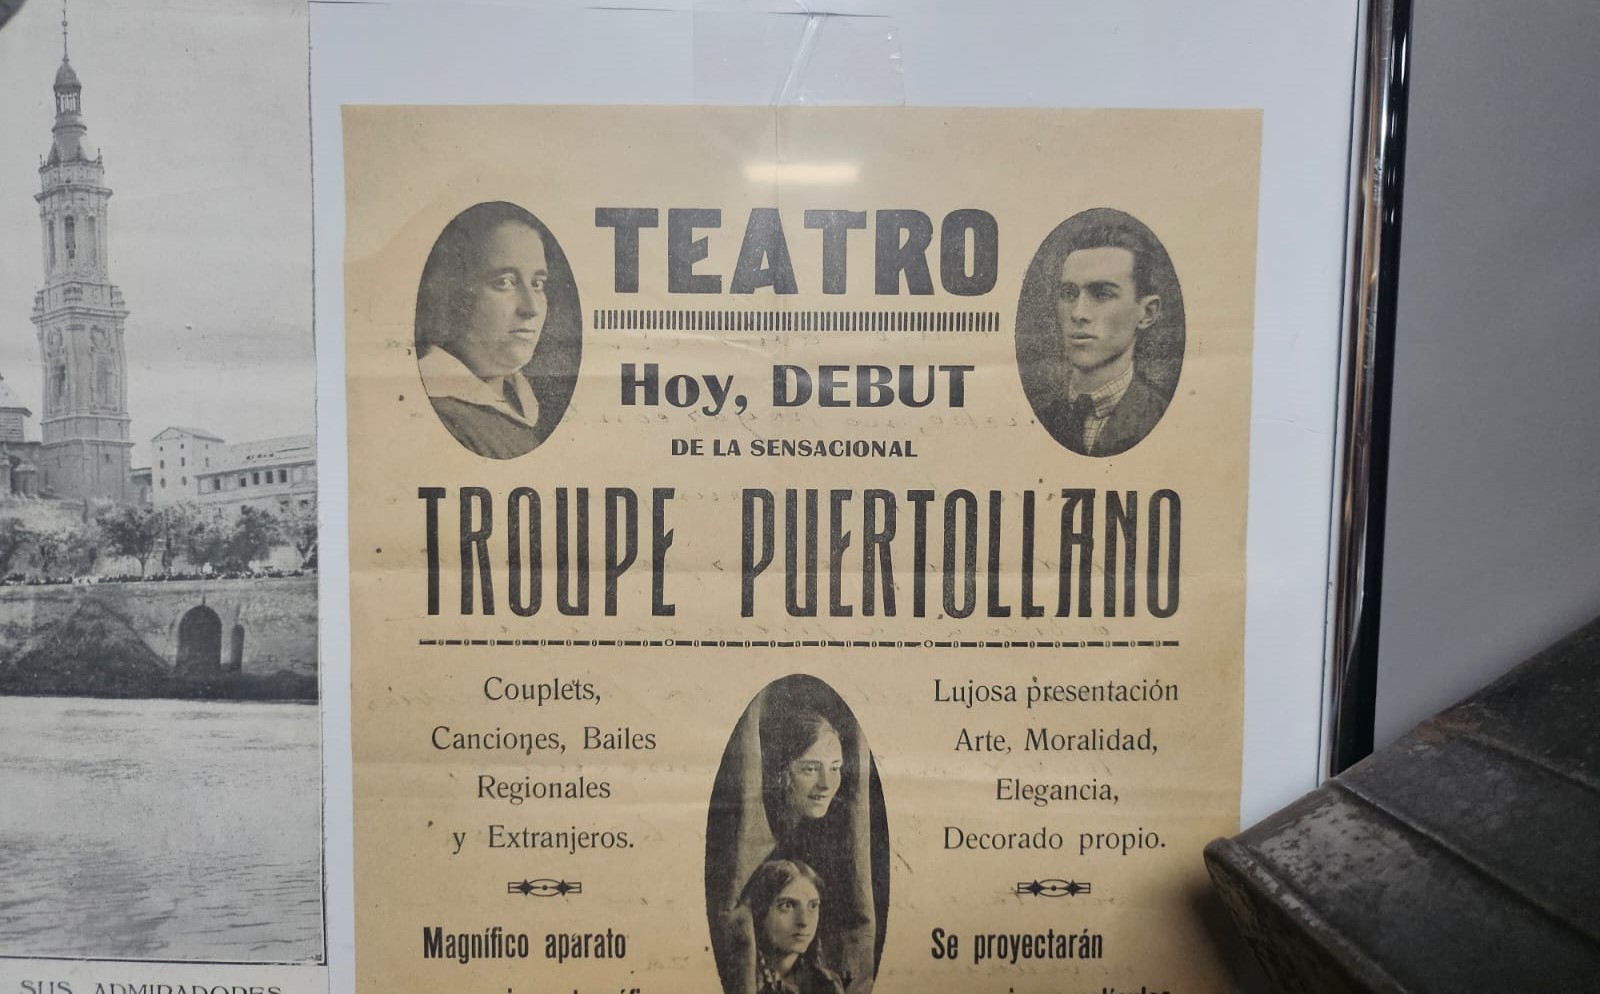 TEATRO
Hoy, DEBUT
DE LA SENSACIONAL
TROUPE PUERTOLLANO
Couplets,
Canciones, Bailes
Regionales
y Extranjeros.
Lujosa presentación
Arte, Moralidad,
Elegancia,
Decorado propio.
Magnífico aparato
Se proyectarán
SUS ADMIRADORES